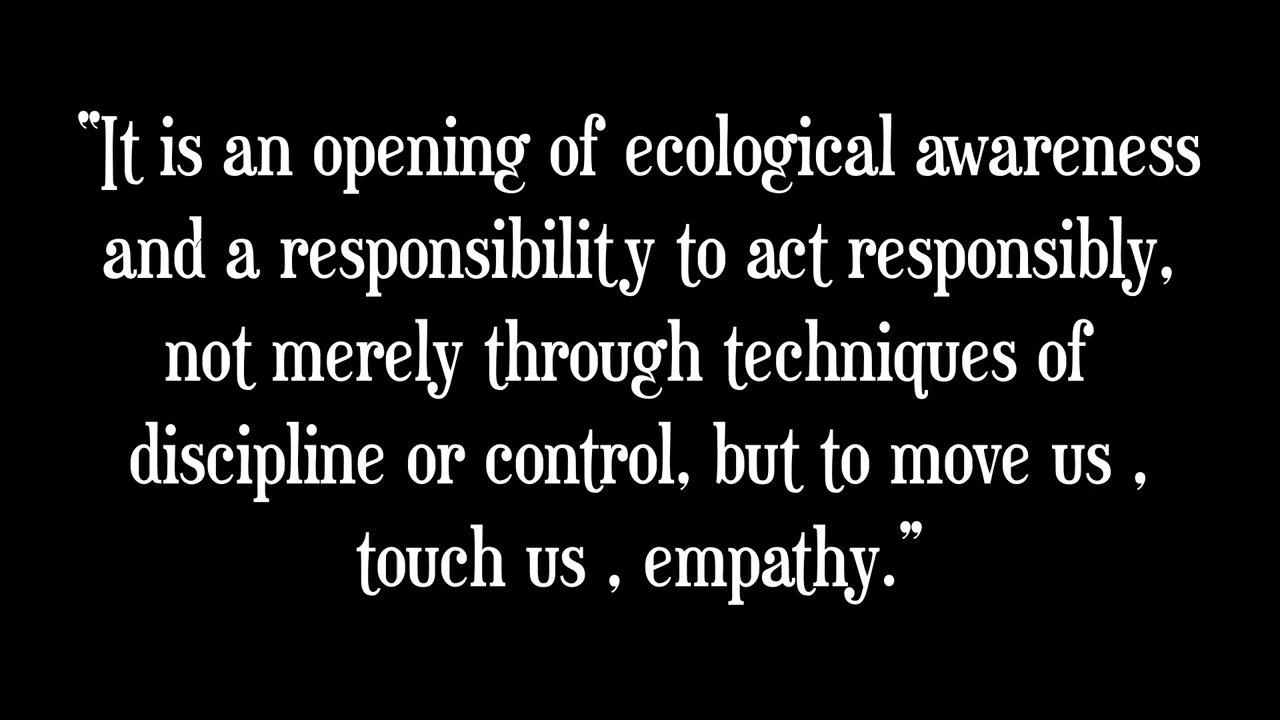 “It is an opening of ecological awareness
and a responsibility to act responsibly,
not merely through techniques of
discipline or control, but to move us ,
touch us , empathy.”